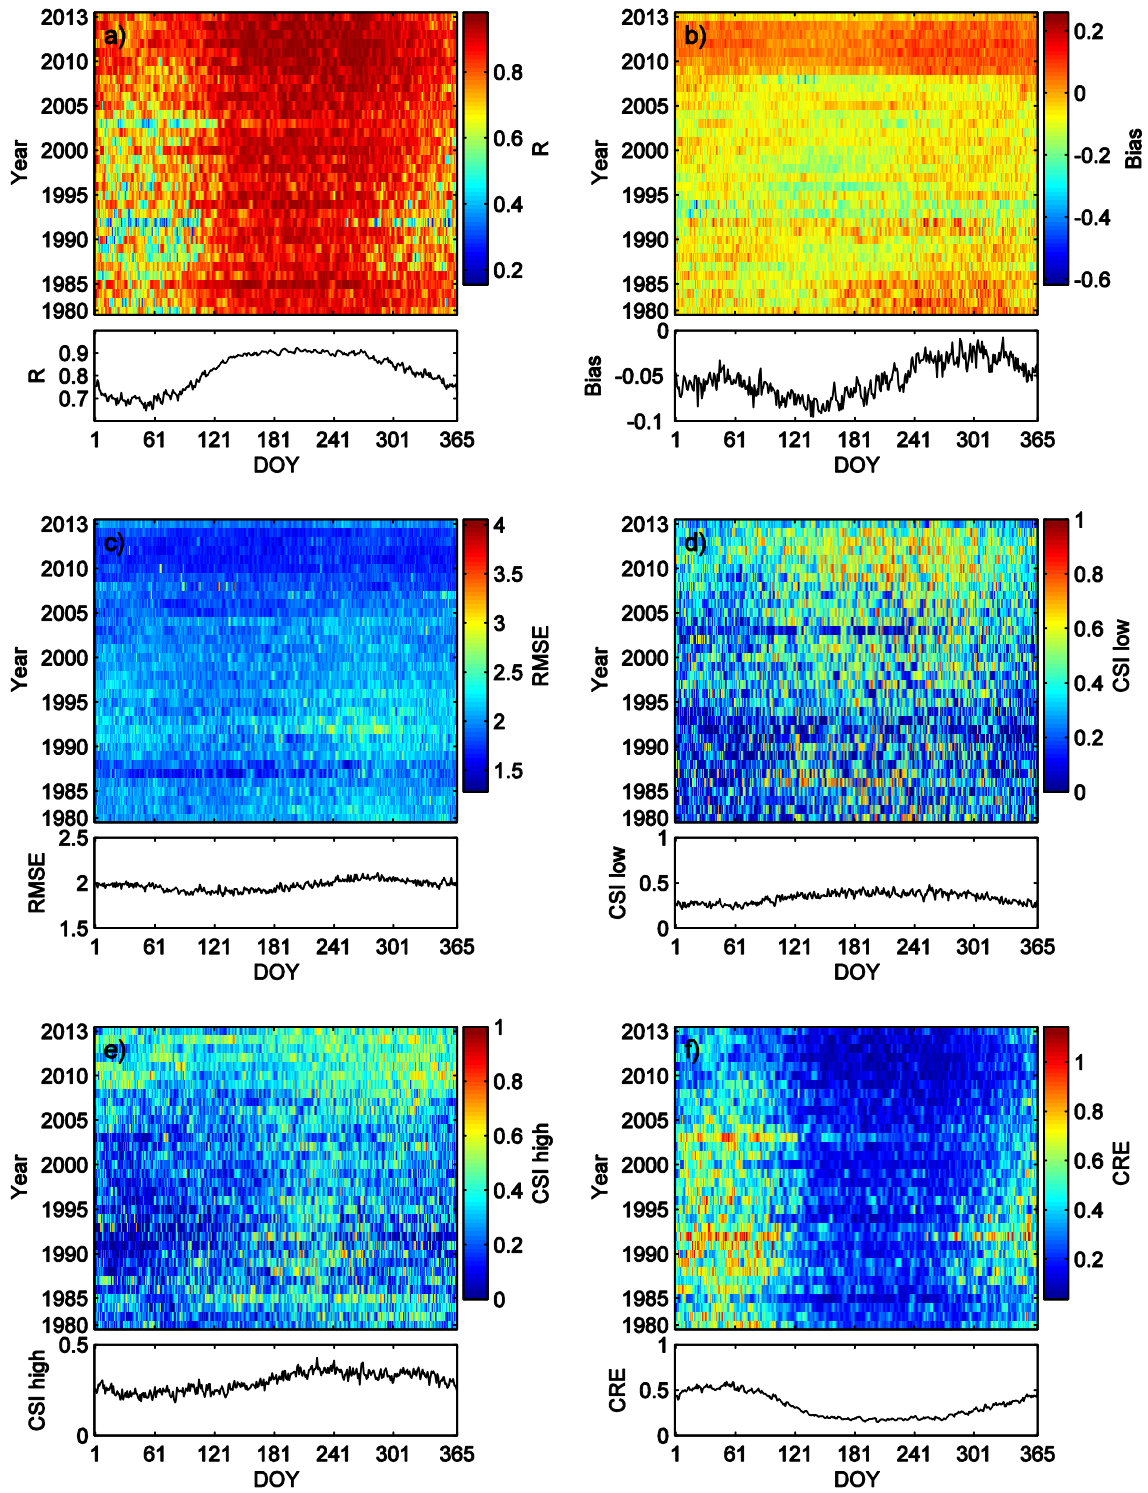 a)
2013
2010
2005
2000
1995
1990
1985
1980
Year
0.8
0.6
0.4
0.2
R
0.9
0.8
0.7
R
1 61 121 181 241 301 365
DOY
b)
2013
2010
2005
2000
1995
1990
1985
1980
Year
0.2
0
-0.2
-0.4
-0.6
Bias
0
-0.05
-0.1
Bias
1 61 121 181 241 301 365
DOY
c)
2013
2010
2005
2000
1995
1990
1985
1980
Year
4
3.5
3
2.5
2
1.5
RMSE
2.5
2
1.5
RMSE
1 61 121 181 241 301 365
DOY
d)
2013
2010
2005
2000
1995
1990
1985
1980
Year
1
0.8
0.6
0.4
0.2
0
CSI low
1
0.5
0
CSI low
1 61 121 181 241 301 365
DOY
e)
2013
2010
2005
2000
1995
1990
1985
1980
Year
1
0.8
0.6
0.4
0.2
0
CSI high
0.5
0
CSI high
1 61 121 181 241 301 365
DOY
f)
2013
2010
2005
2000
1995
1990
1985
1980
Year
1
0.8
0.6
0.4
0.2
CRE
1
0.5
0
CRE
1 61 121 181 241 301 365
DOY